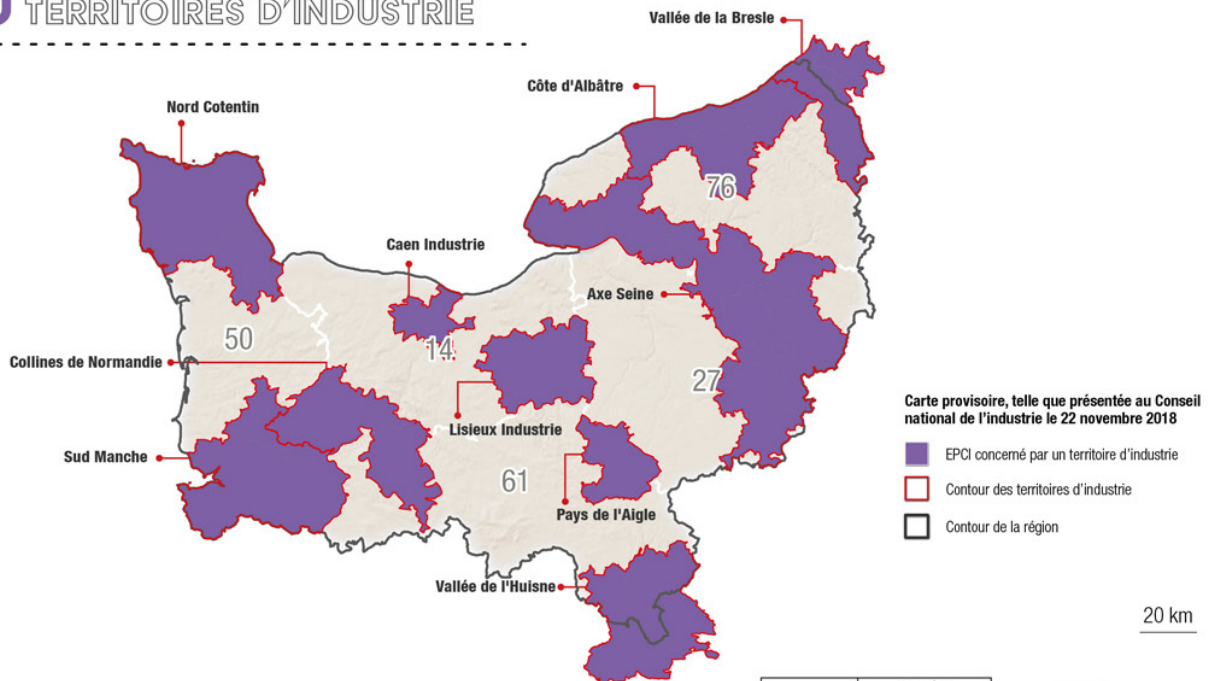 TERRITOIRES D'INDUSTRIE
Vallée de la Bresle
Côte d'Albâtre
Nord Cotentin
76
Caen Industrie
Axe Seine
50
14
Collines de Normandie
27
Carte provisoire, telle que présentée au Conseil
national de l'industrie le 22 novembre 2018
Lisieux Industrie
EPCI concerné par un territoire d'industrie
Sud Manche
61
Contour des territoires d'industrie
Pays de l'Aigle
Contour de la région
Vallée de l'Huisne
20 km